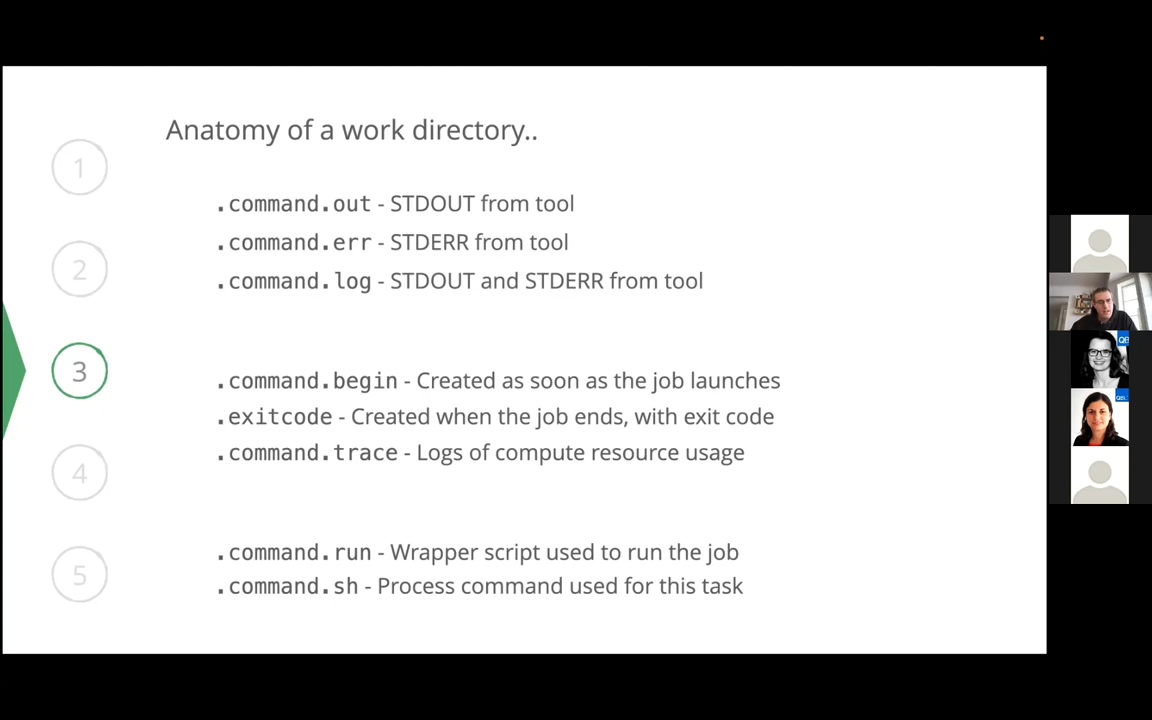 Anatomy of a work directory..
1
.command.out - STDOUT from tool
2
.command.err - STDERR from tool
.command.log - STDOUT and STDERR from tool
3
.command.begin - Created as soon as the job launches
.exitcode - Created when the job ends, with exit code
.command.trace - Logs of compute resource usage
4
.command.run - Wrapper script used to run the job
5
.command.sh - Process command used for this task